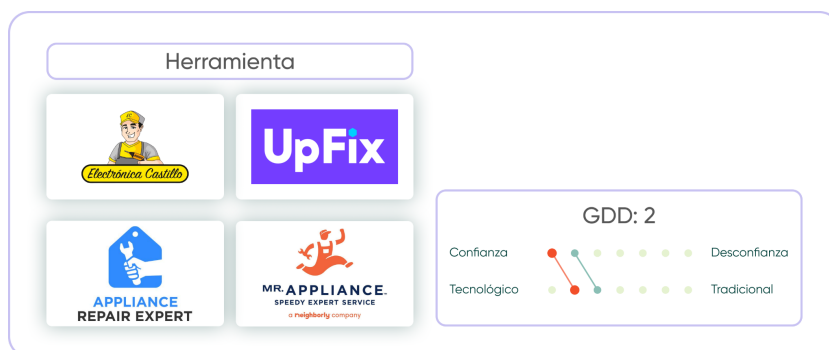 Herramienta
Electrónica Castillo
UpFix
APPLIANCE
REPAIR EXPERT
MR. APPLIANCE
SPEEDY EXPERT SERVICE
a neighborly company
GDD: 2
Confianza Desconfianza
Tecnológico Tradicional